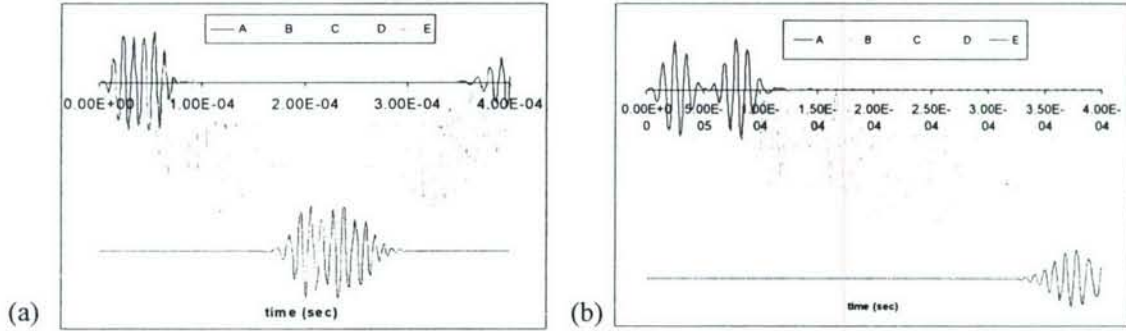 A B C D E
0.00E+00 1.00E-04 2.00E-04 3.00E-04 4.00E-04
time (sec)
(a)
A B C D E
0.00E+0 5.00E- 1.00E- 1.50E- 2.00E- 2.50E- 3.00E- 3.50E- 4.00E-
0 05 04 04 04 04 04 04 04
time (sec)
(b)